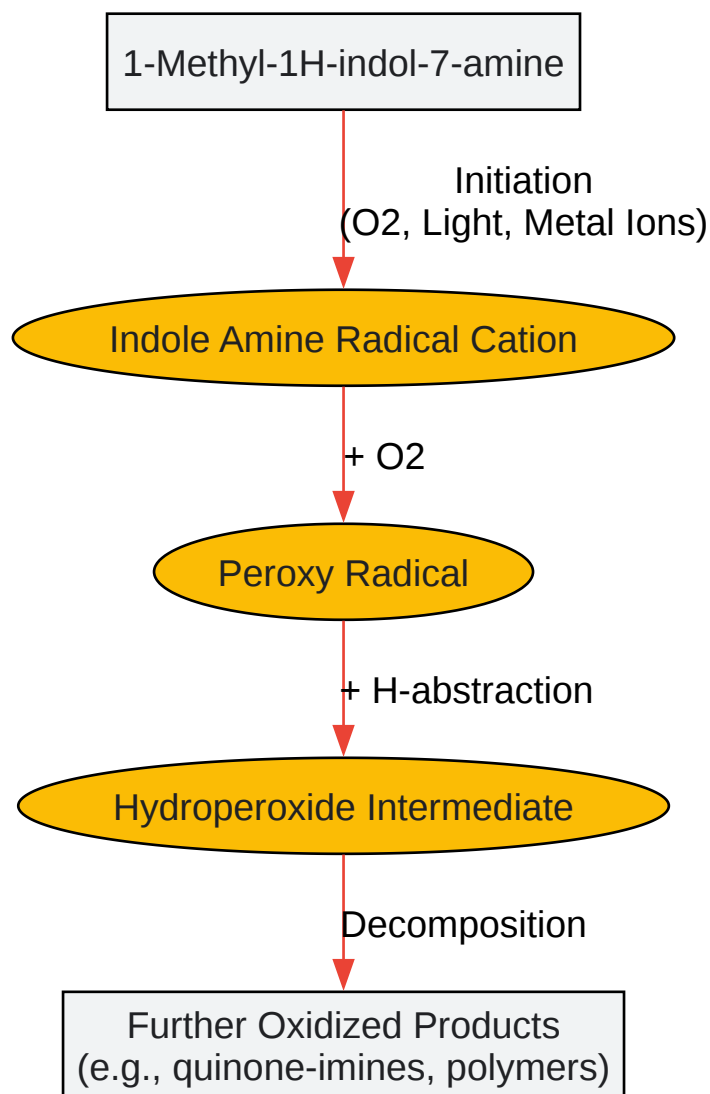 1-Methyl-1H-indol-7-amine
Initiation
(O2, Light, Metal Ions)
Indole Amine Radical Cation
+ O2
Peroxy Radical
+ H-abstraction
Hydroperoxide Intermediate
Decomposition
Further Oxidized Products
(e.g., quinone-imines, polymers)